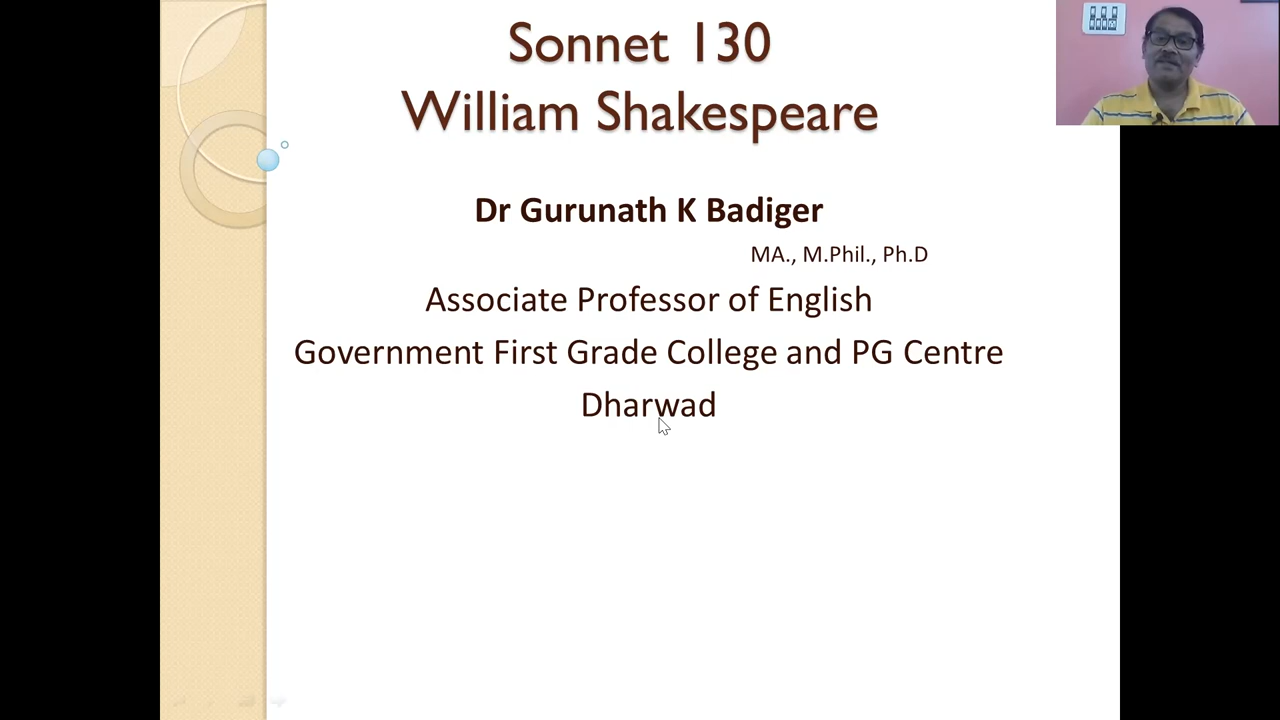 Sonnet 130
William Shakespeare
Dr Gurunath K Badiger
MA., M.Phil., Ph.D
Associate Professor of English
Government First Grade College and PG Centre
Dharwad